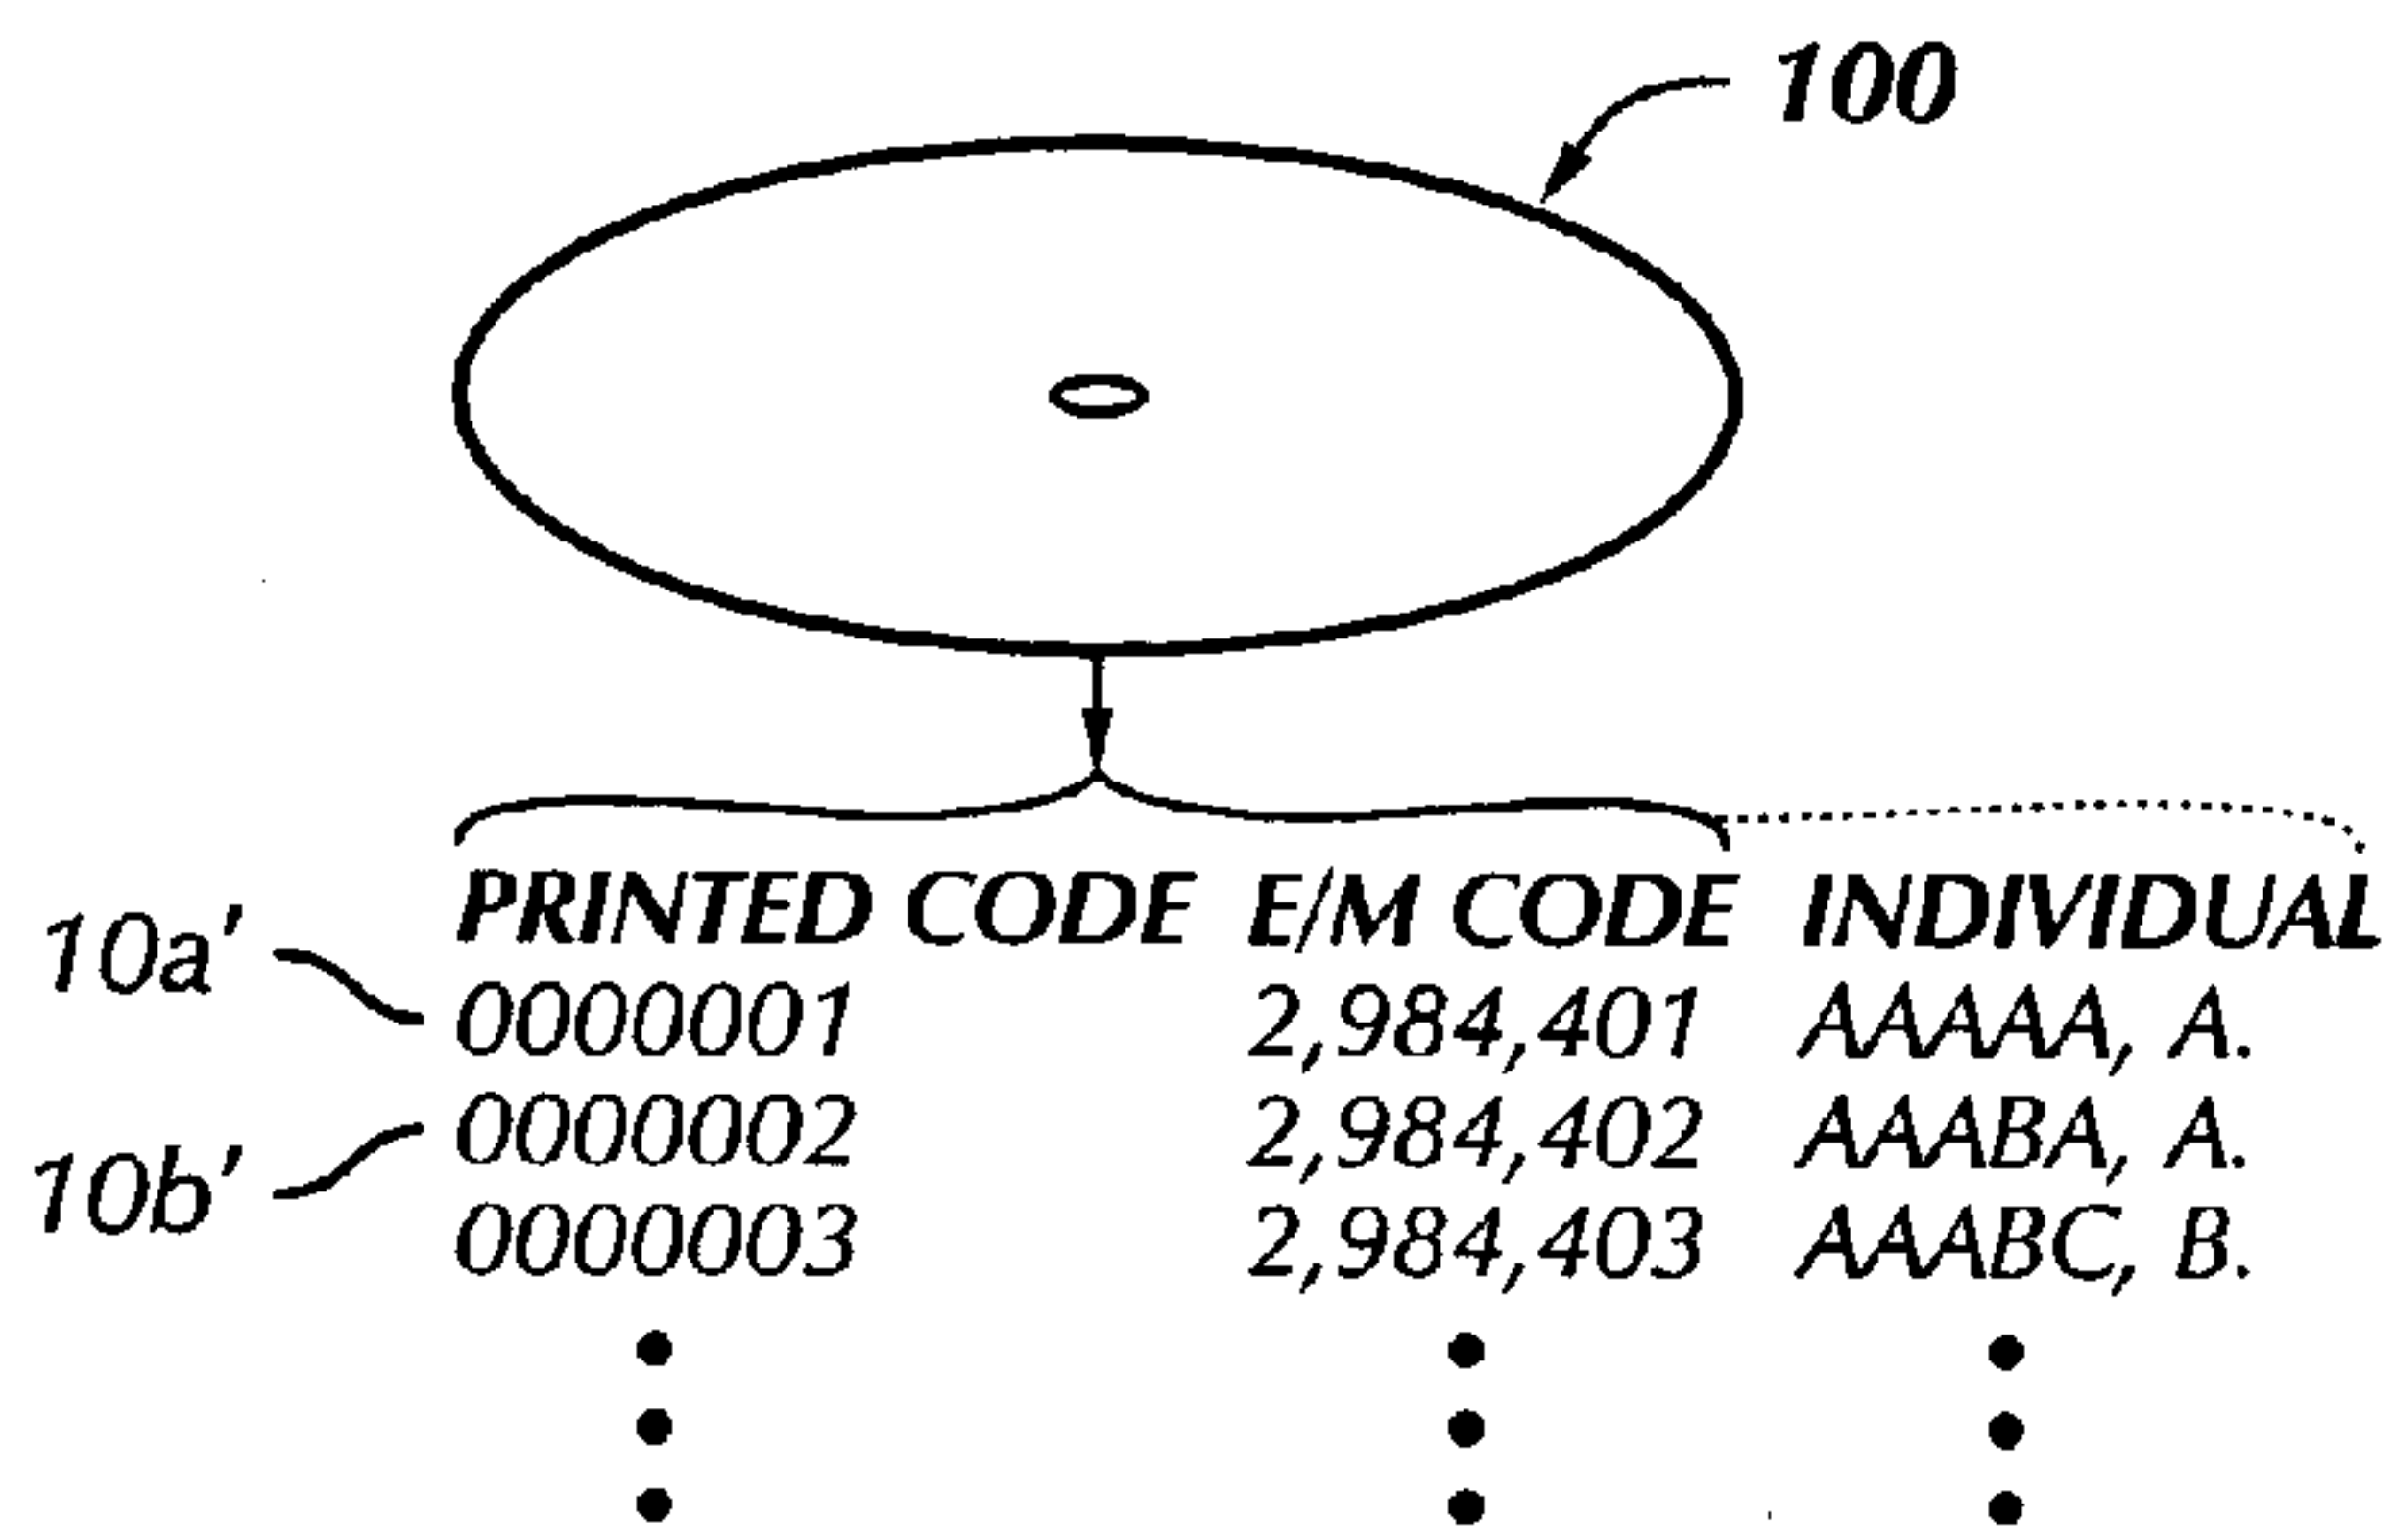 100
PRINTED CODE E/M CODE INDIVIDUAL
10a' 0000001 2,984,401 AAAAA, A.
0000002 2,984,402 AAABA, A.
10b'
0000003 2,984,403 AAABC, B.